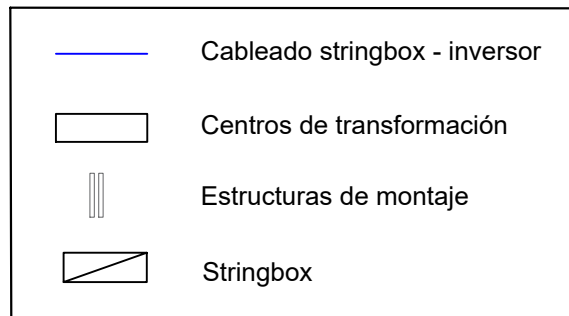 Cableado stringbox - inversor
Centros de transformación
Estructuras de montaje
Stringbox